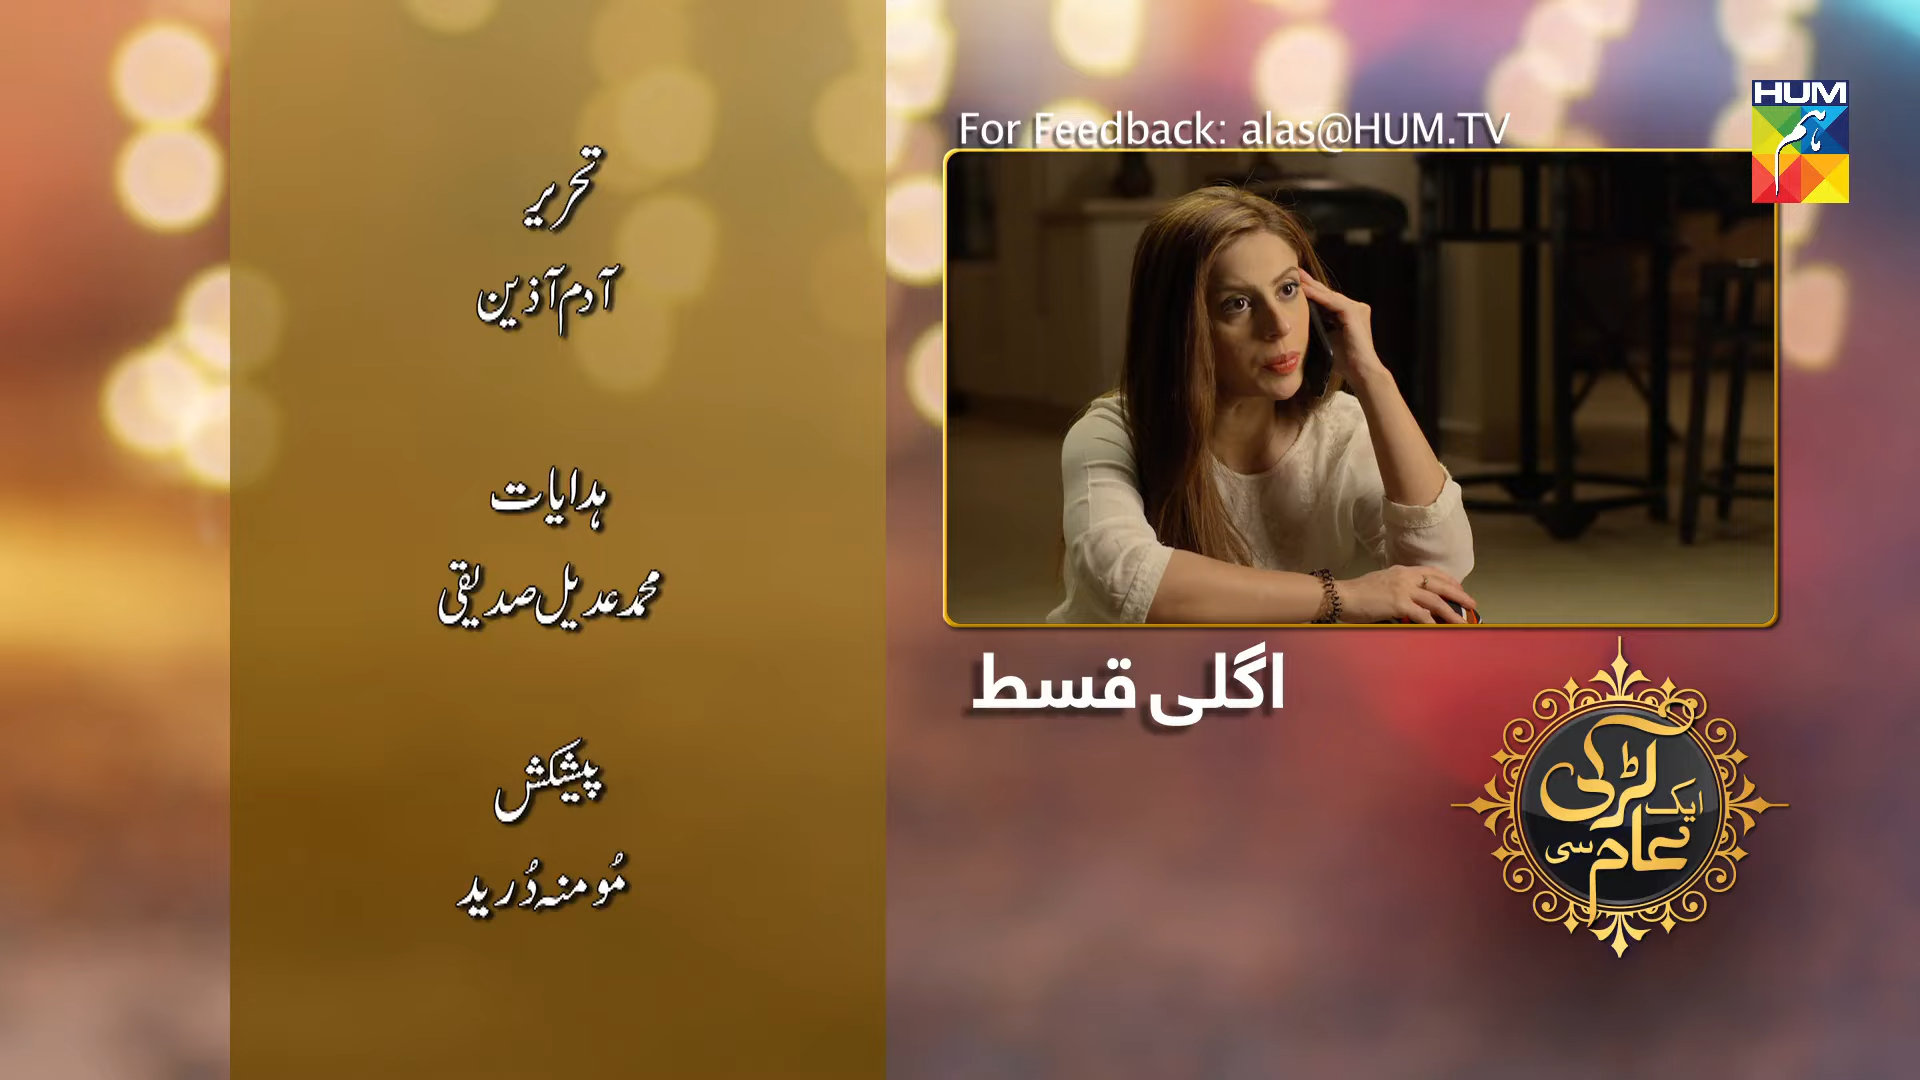 تحریر
آدم آذین
ہدایات
محمد عدیل صدیقی
پیشکش
مُومنہ دُرید
For Feedback: alas@HUM.TV
HUM
ہم
اگلی قسط
ایک لڑکی
عام سی